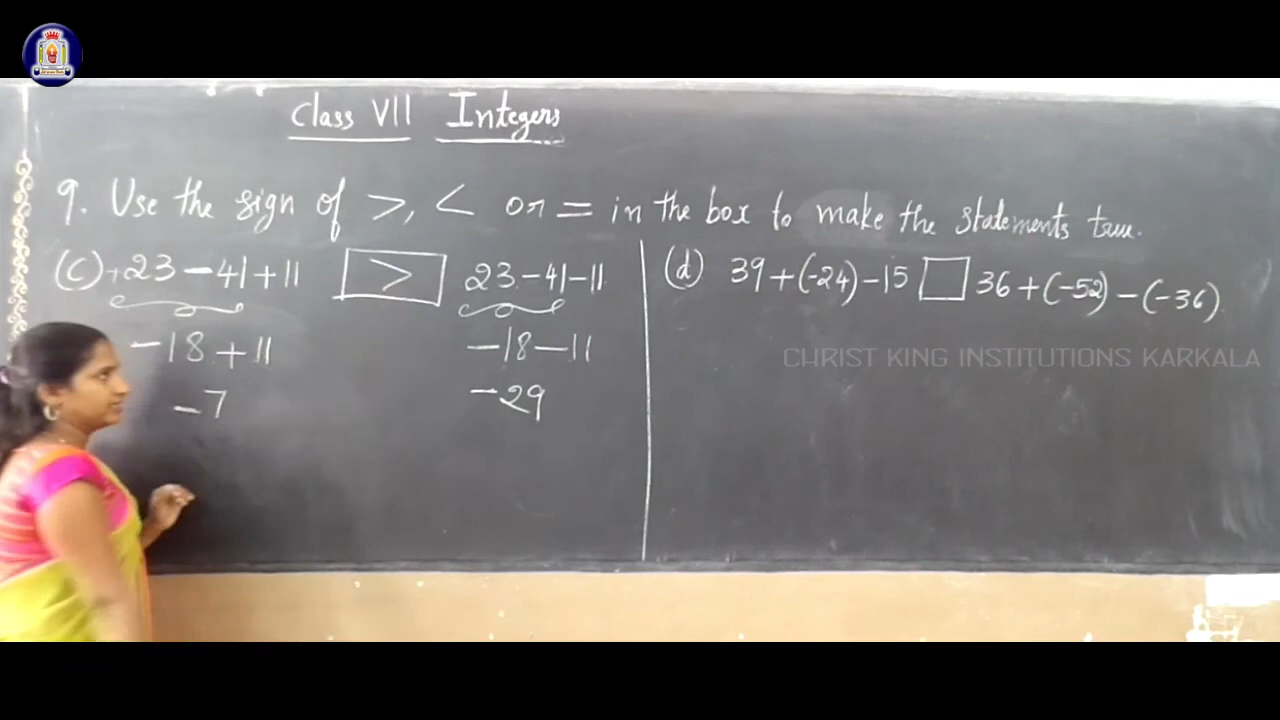 Class VII Integers
9. Use the sign of >, < or = in the box to make the statements true.
(c) +23 - 41 + 11 > 23 - 41 - 11
-18 + 11 -18 - 11
-7 -29
(d) 39 + (-24) - 15 □ 36 + (-52) - (-36)
CHRIST KING INSTITUTIONS KARKALA